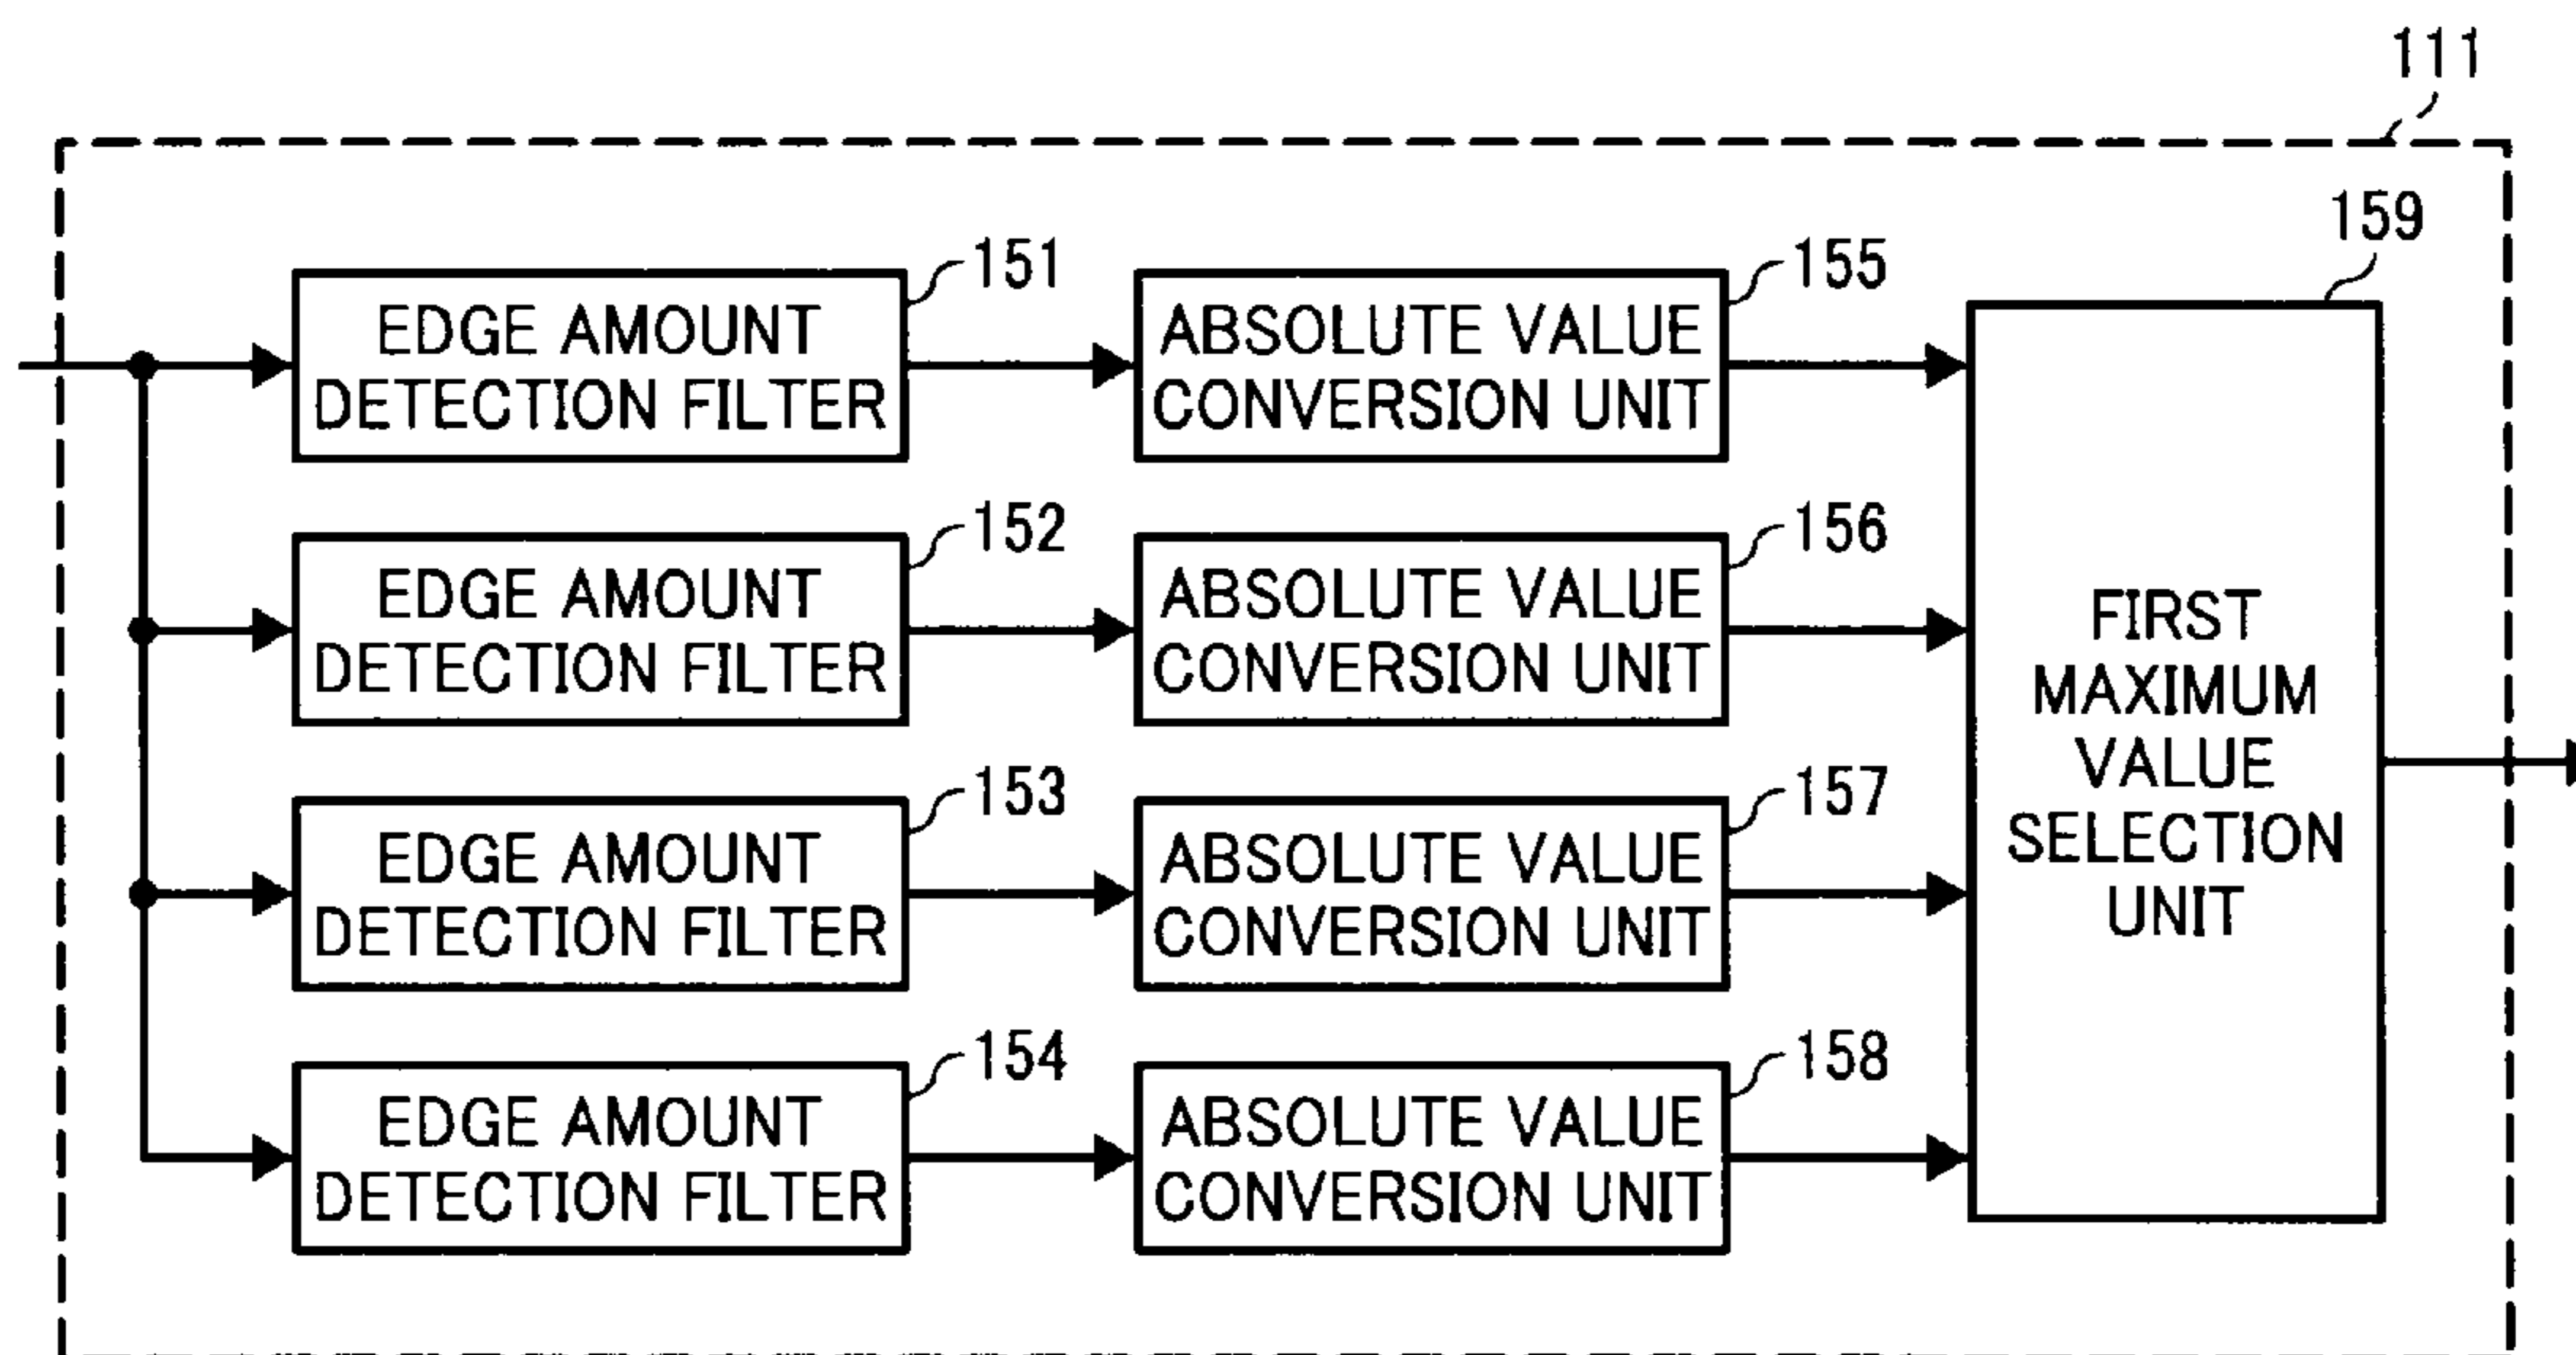 111
159
151
EDGE AMOUNT
DETECTION FILTER
155
ABSOLUTE VALUE
CONVERSION UNIT
152
EDGE AMOUNT
DETECTION FILTER
156
ABSOLUTE VALUE
CONVERSION UNIT
FIRST
MAXIMUM
VALUE
SELECTION
UNIT
153
EDGE AMOUNT
DETECTION FILTER
157
ABSOLUTE VALUE
CONVERSION UNIT
154
EDGE AMOUNT
DETECTION FILTER
158
ABSOLUTE VALUE
CONVERSION UNIT